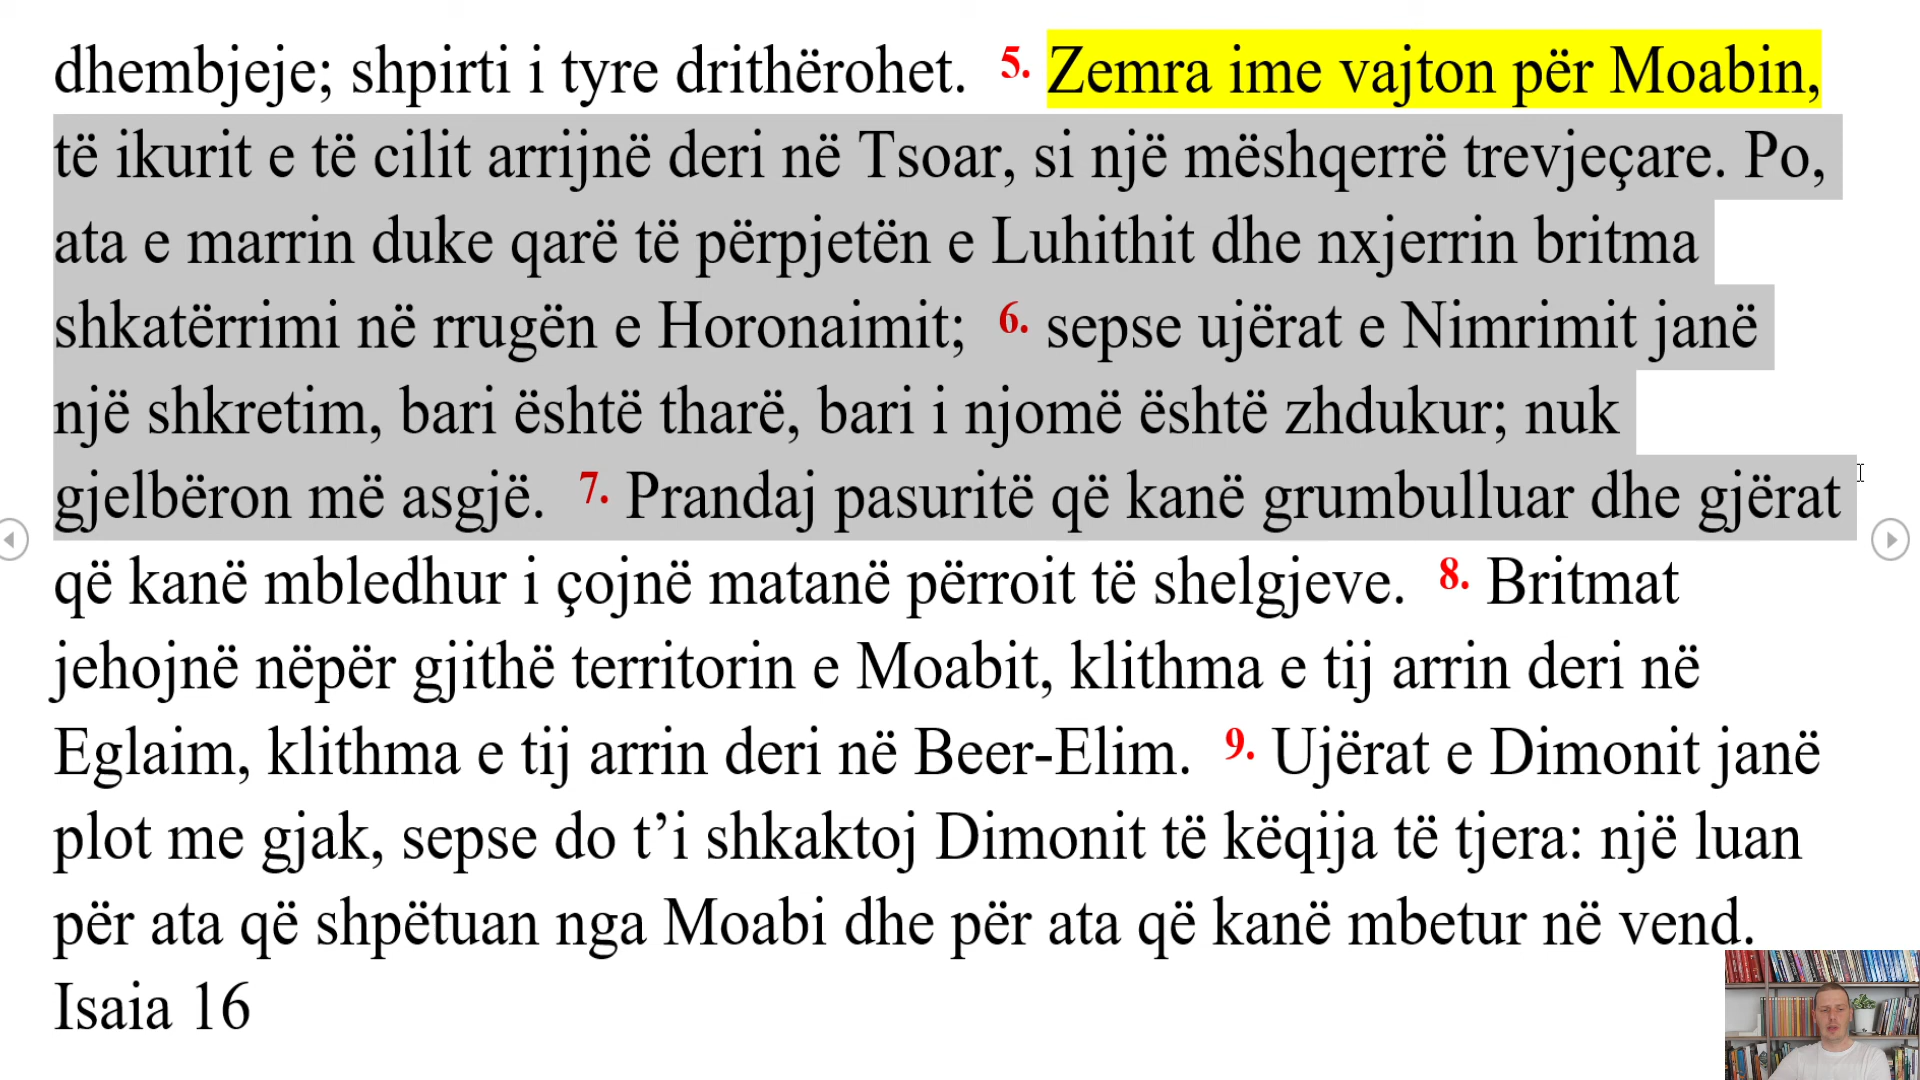 dhembjeje; shpirti i tyre drithërohet. 5. Zemra ime vajton për Moabin,
të ikurit e të cilit arrijnë deri në Tsoar, si një mëshqerrë trevjeçare. Po,
ata e marrin duke qarë të përpjetën e Luhithit dhe nxjerrin britma
shkatërrimi në rrugën e Horonaimit; 6. sepse ujërat e Nimrimit janë
një shkretim, bari është tharë, bari i njomë është zhdukur; nuk
gjelbëron më asgjë. 7. Prandaj pasuritë që kanë grumbulluar dhe gjërat
që kanë mbledhur i çojnë matanë përroit të shelgjeve. 8. Britmat
jehojnë nëpër gjithë territorin e Moabit, klithma e tij arrin deri në
Eglaim, klithma e tij arrin deri në Beer-Elim. 9. Ujërat e Dimonit janë
plot me gjak, sepse do t’i shkaktoj Dimonit të këqija të tjera: një luan
për ata që shpëtuan nga Moabi dhe për ata që kanë mbetur në vend.
Isaia 16